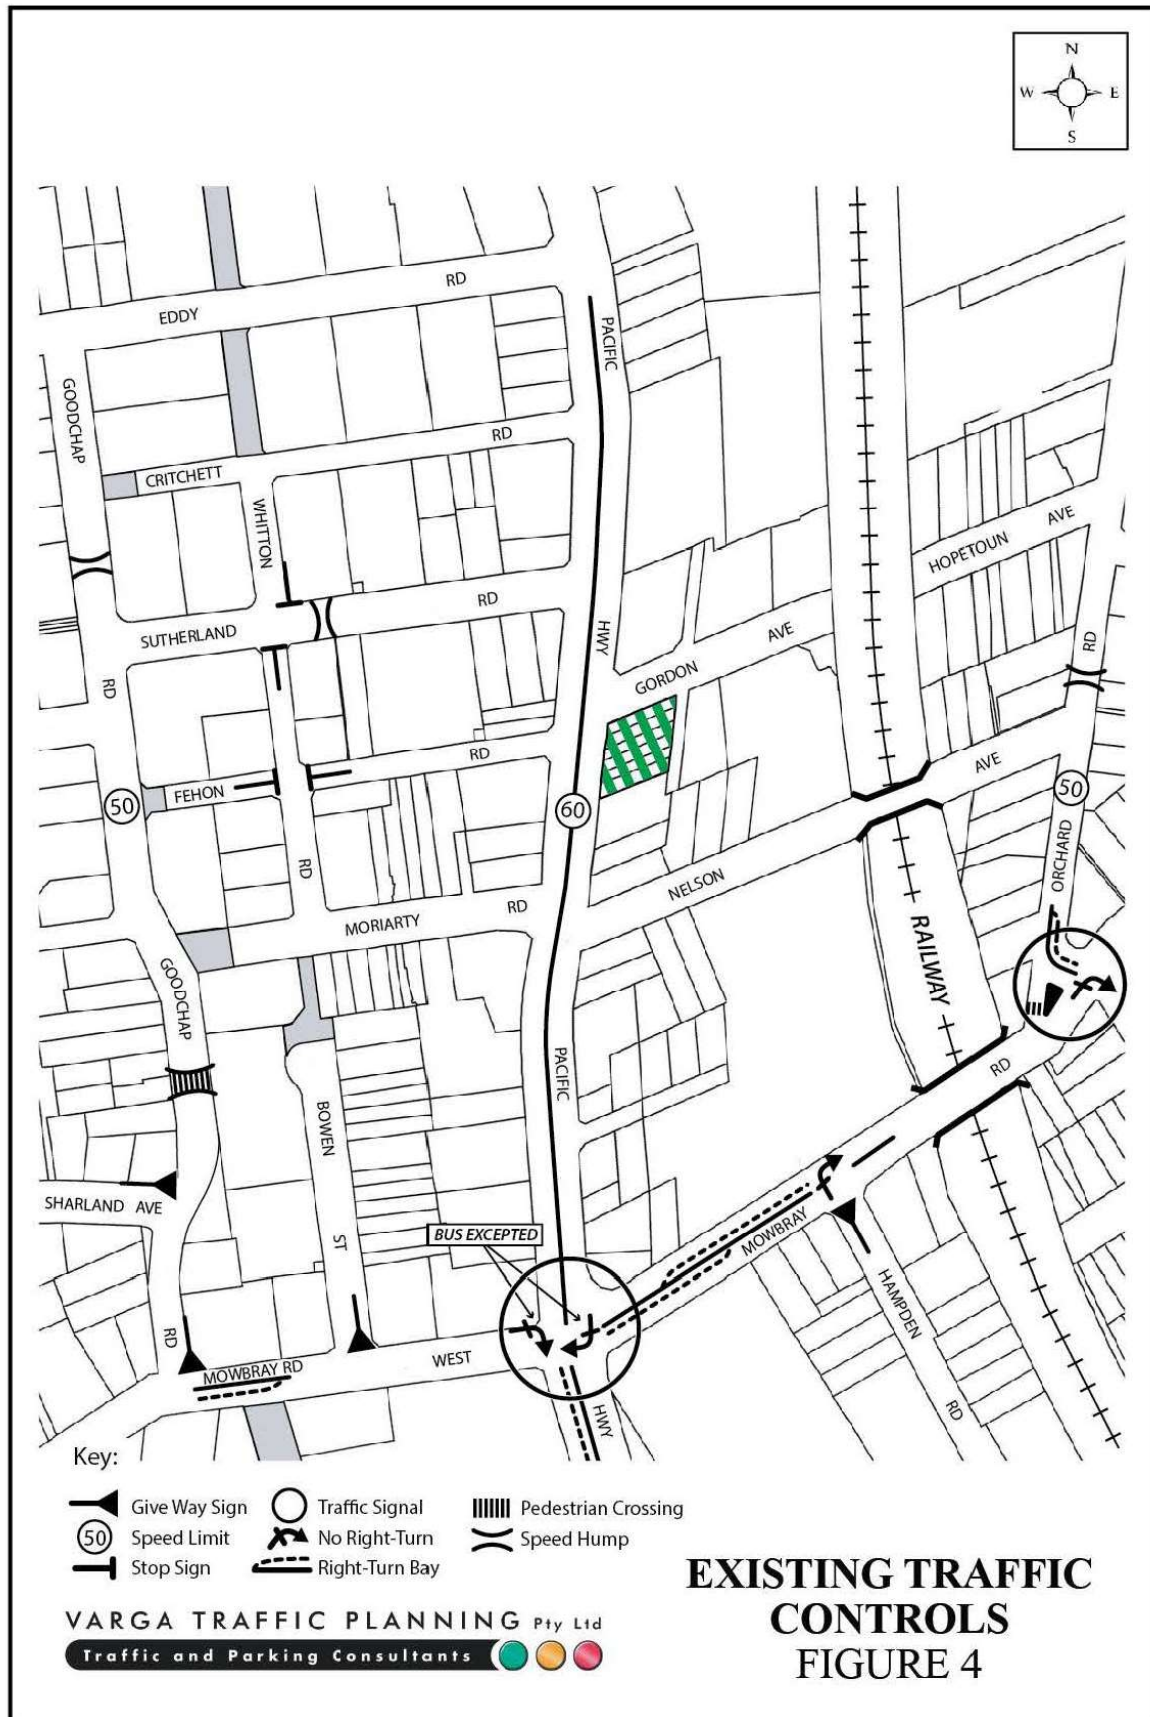 N
W E
S
EDDY RD
PACIFIC
GOODCHAP
CRITCHETT RD
WHITTON
HOPETOUN AVE
SUTHERLAND RD
HWY
GORDON AVE
RD
RD
FEHON RD
50
60
AVE
50
ORCHARD
RD
MORIARTY RD
NELSON
RAILWAY
GOODCHAP
PACIFIC
RD
BOWEN
SHARLAND AVE
BUS EXCEPTED
ST
MOWBRAY
HAMPDEN
RD
MOWBRAY RD
WEST
HWY
RD
Key:
Give Way Sign
Traffic Signal
Pedestrian Crossing
50
Speed Limit
No Right-Turn
Speed Hump
Stop Sign
Right-Turn Bay
EXISTING TRAFFIC
CONTROLS
FIGURE 4
VARGA TRAFFIC PLANNING Pty Ltd
Traffic and Parking Consultants